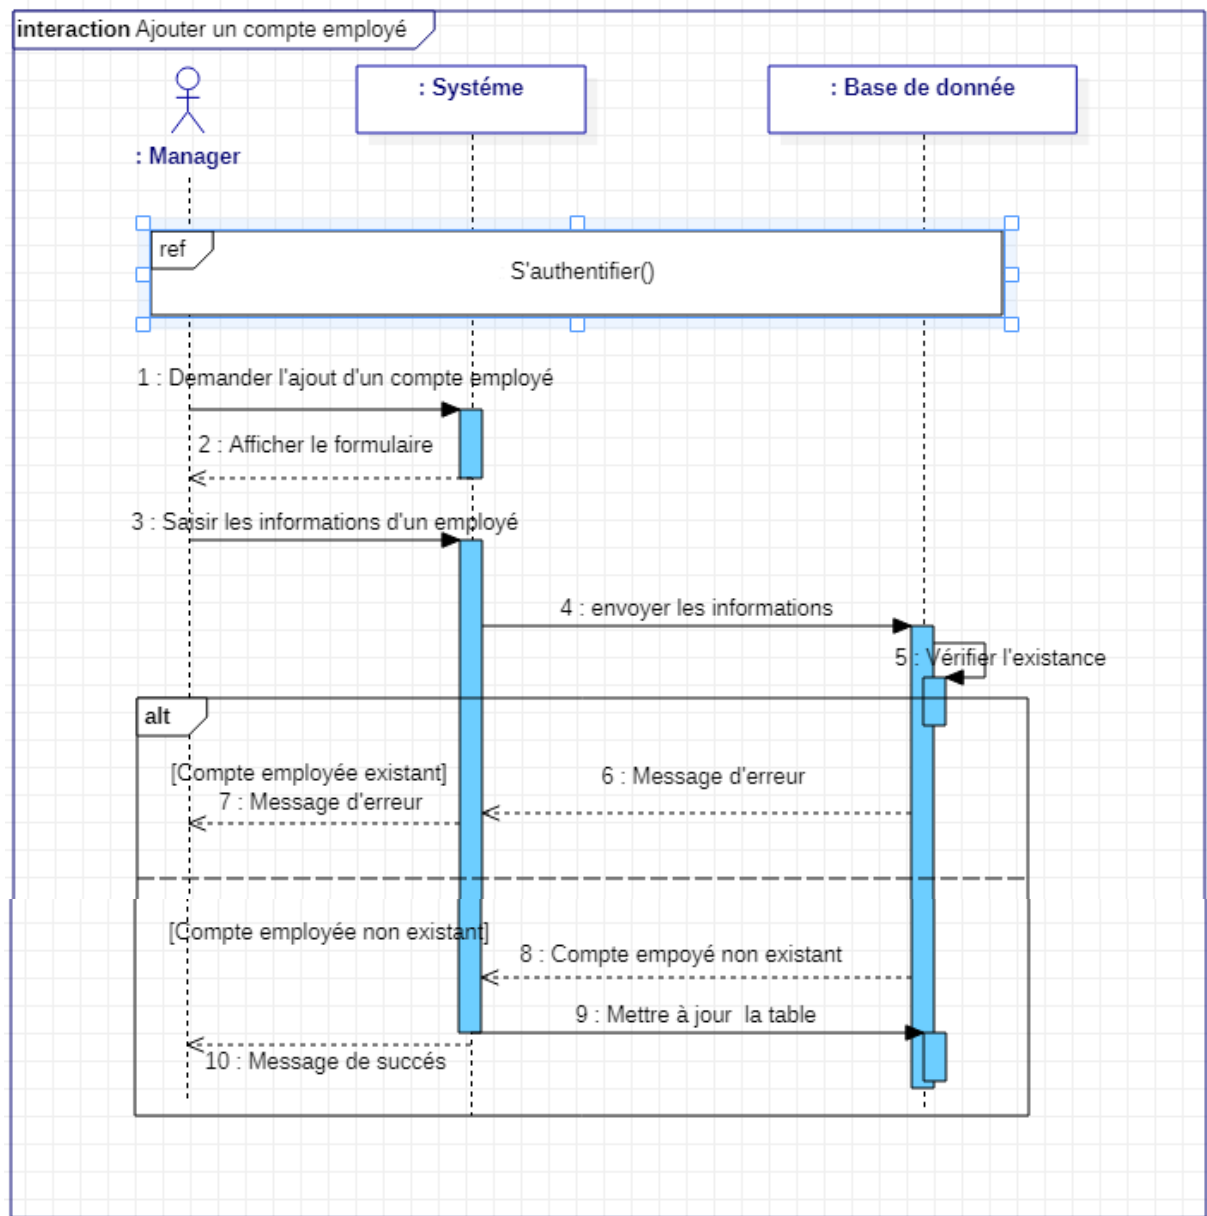 interaction Ajouter un compte employé
: Manager
: Systéme
: Base de donnée
ref
S'authentifier()
1 : Demander l'ajout d'un compte employé
2 : Afficher le formulaire
3 : Saisir les informations d'un employé
4 : envoyer les informations
5 : Vérifier l'existance
alt
[Compte employée existant]
6 : Message d'erreur
7 : Message d'erreur
[Compte employée non existant]
8 : Compte empoyé non existant
9 : Mettre à jour  la table
10 : Message de succés